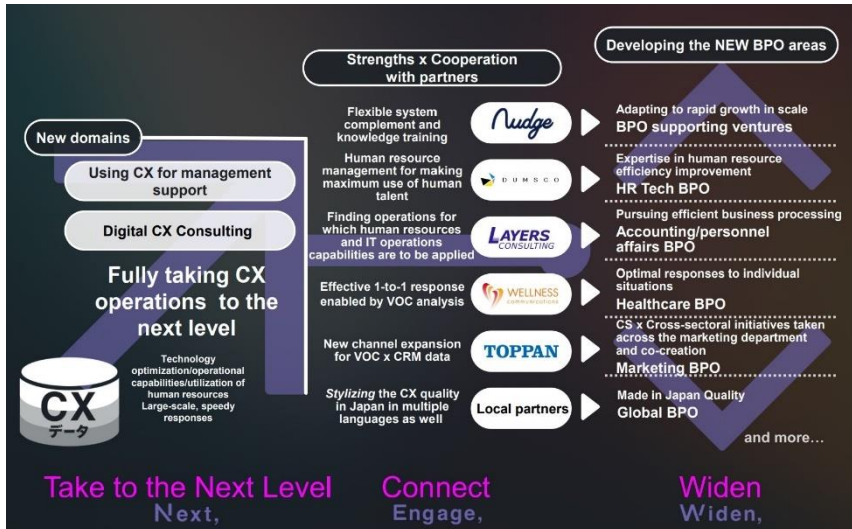 Developing the NEW BPO areas
Strengths x Cooperation
with partners
New domains
Using CX for management
support
Digital CX Consulting
Fully taking CX
operations to the
next level
Technology
optimization/operational
capabilities/utilization of
human resources
Large-scale, speedy
responses
CX
データ
Flexible system
complement and
knowledge training
Nudge
Adapting to rapid growth in scale
BPO supporting ventures
Human resource
management for making
maximum use of human
talent
DUMSCO
Expertise in human resource
efficiency improvement
HR Tech BPO
Finding operations for
which human resources
and IT operations
capabilities are to be applied
LAYERS
CONSULTING
Pursuing efficient business processing
Accounting/personnel
affairs BPO
Effective 1-to-1 response
enabled by VOC analysis
WELLNESS
communications
Optimal responses to individual
situations
Healthcare BPO
New channel expansion
for VOC x CRM data
TOPPAN
CS x Cross-sectoral initiatives taken
across the marketing department
and co-creation
Marketing BPO
Stylizing the CX quality
in Japan in multiple
languages as well
Local partners
Made in Japan Quality
Global BPO
and more…
Take to the Next Level
Connect
Widen
Next,
Engage,
Widen,